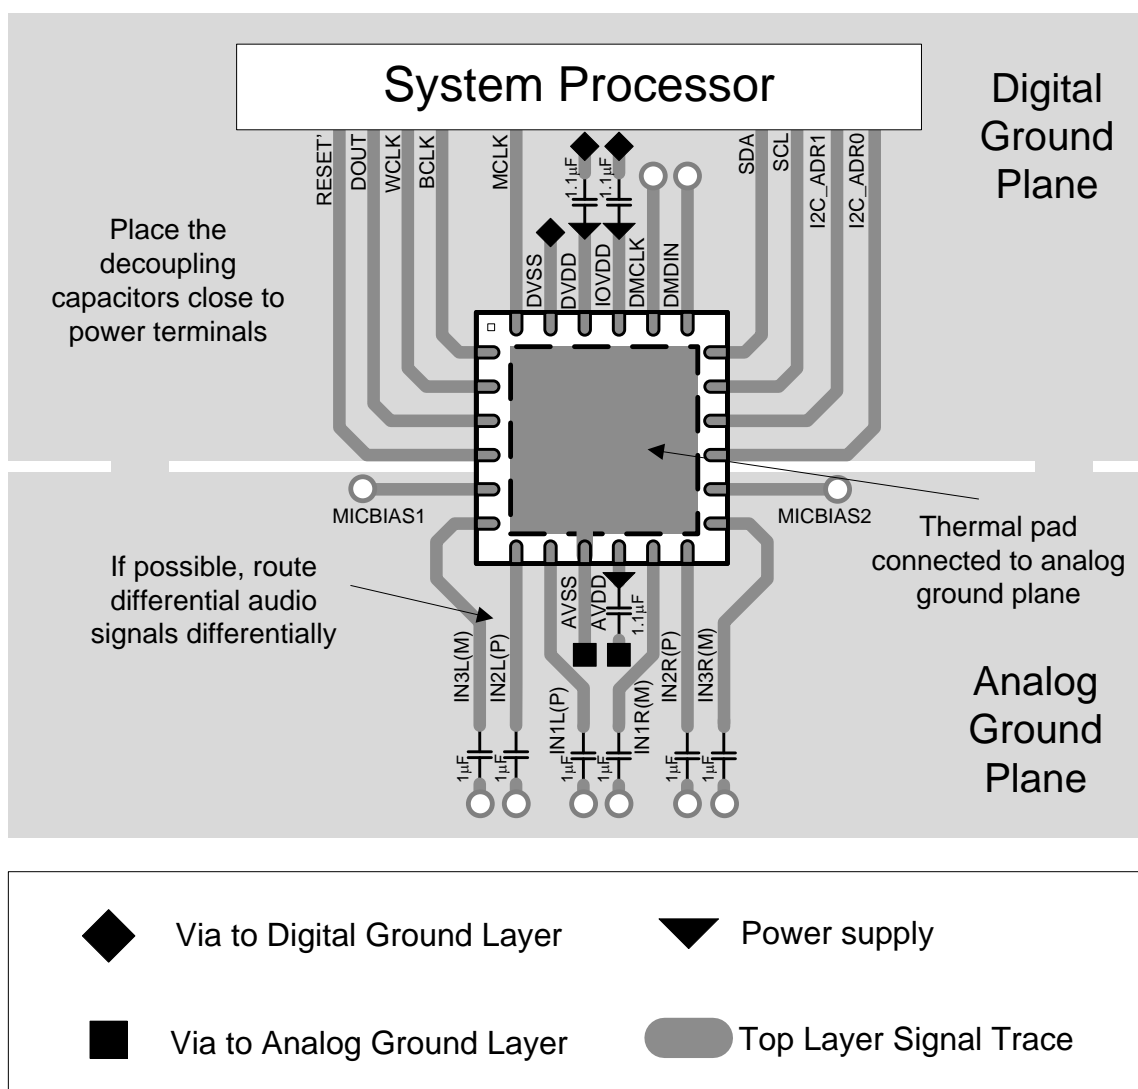 System Processor
Digital
Ground
Plane
RESET'
DOUT
WCLK
BCLK
MCLK
1.1µF
1.1µF
SDA
SCL
I2C_ADR1
I2C_ADR0
Place the
decoupling
capacitors close to
power terminals
DVSS
DVDD
IOVDD
DMCLK
DMDIN
MICBIAS1
MICBIAS2
If possible, route
differential audio
signals differentially
Thermal pad
connected to analog
ground plane
AVSS
AVDD
1.1µF
IN3L(M)
IN2L(P)
IN1L(P)
IN1R(M)
IN2R(P)
IN3R(M)
Analog
Ground
Plane
1µF
1µF
1µF
1µF
1µF
1µF
Via to Digital Ground Layer
Power supply
Via to Analog Ground Layer
Top Layer Signal Trace